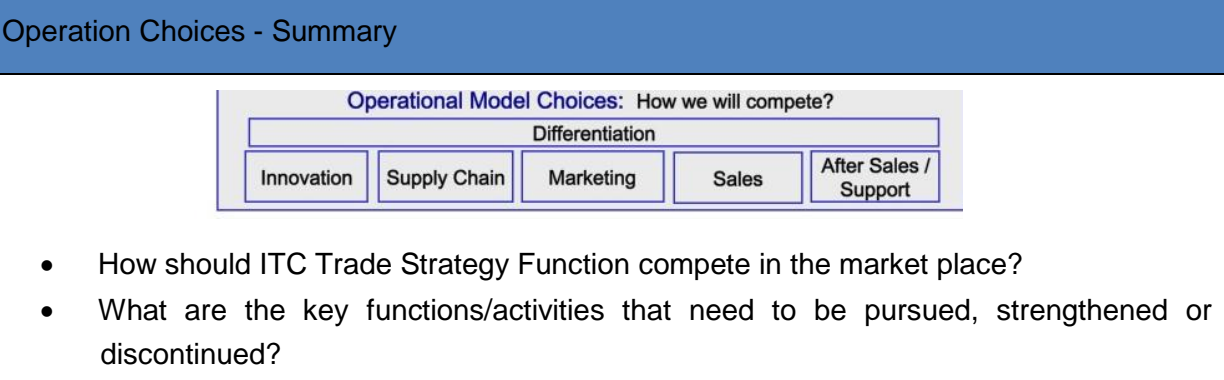 Operation Choices - Summary
Operational Model Choices: How we will compete?
Differentiation
Innovation
Supply Chain
Marketing
Sales
After Sales /
Support
• How should ITC Trade Strategy Function compete in the market place?
• What are the key functions/activities that need to be pursued, strengthened or
discontinued?